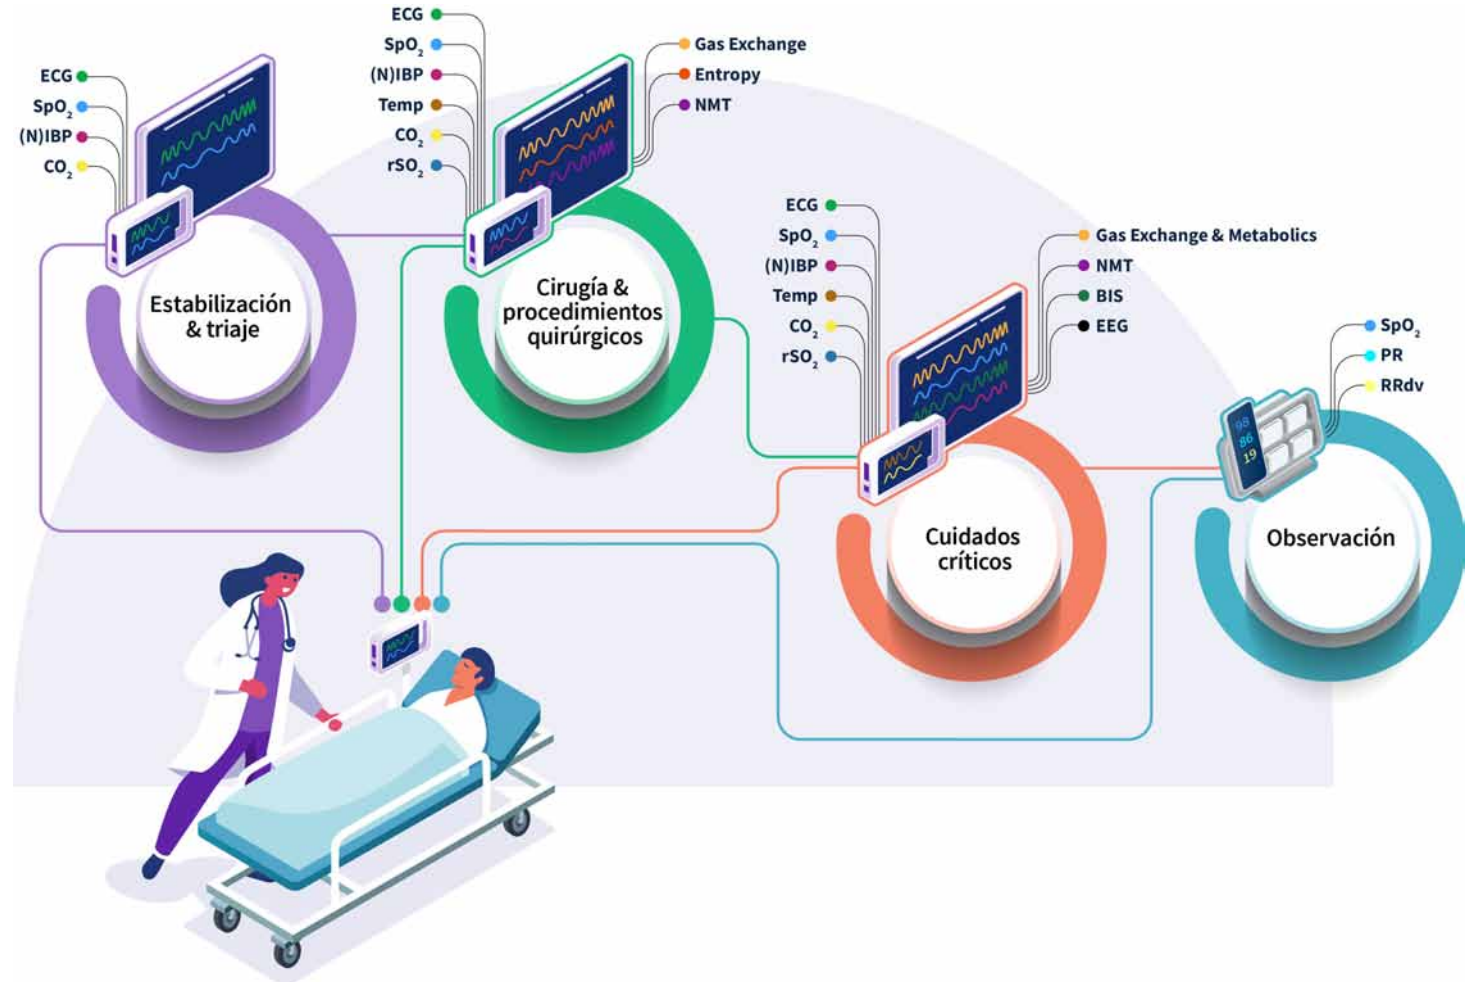 ECG
SpO₂
(N)IBP
CO₂
Estabilización
& triaje
ECG
SpO₂
(N)IBP
Temp
CO₂
rSO₂
Gas Exchange
Entropy
NMT
Cirugía &
procedimientos
quirúrgicos
ECG
SpO₂
(N)IBP
Temp
CO₂
rSO₂
Gas Exchange & Metabolics
NMT
BIS
EEG
Cuidados
críticos
SpO₂
PR
RRdv
98
86
19
Observación